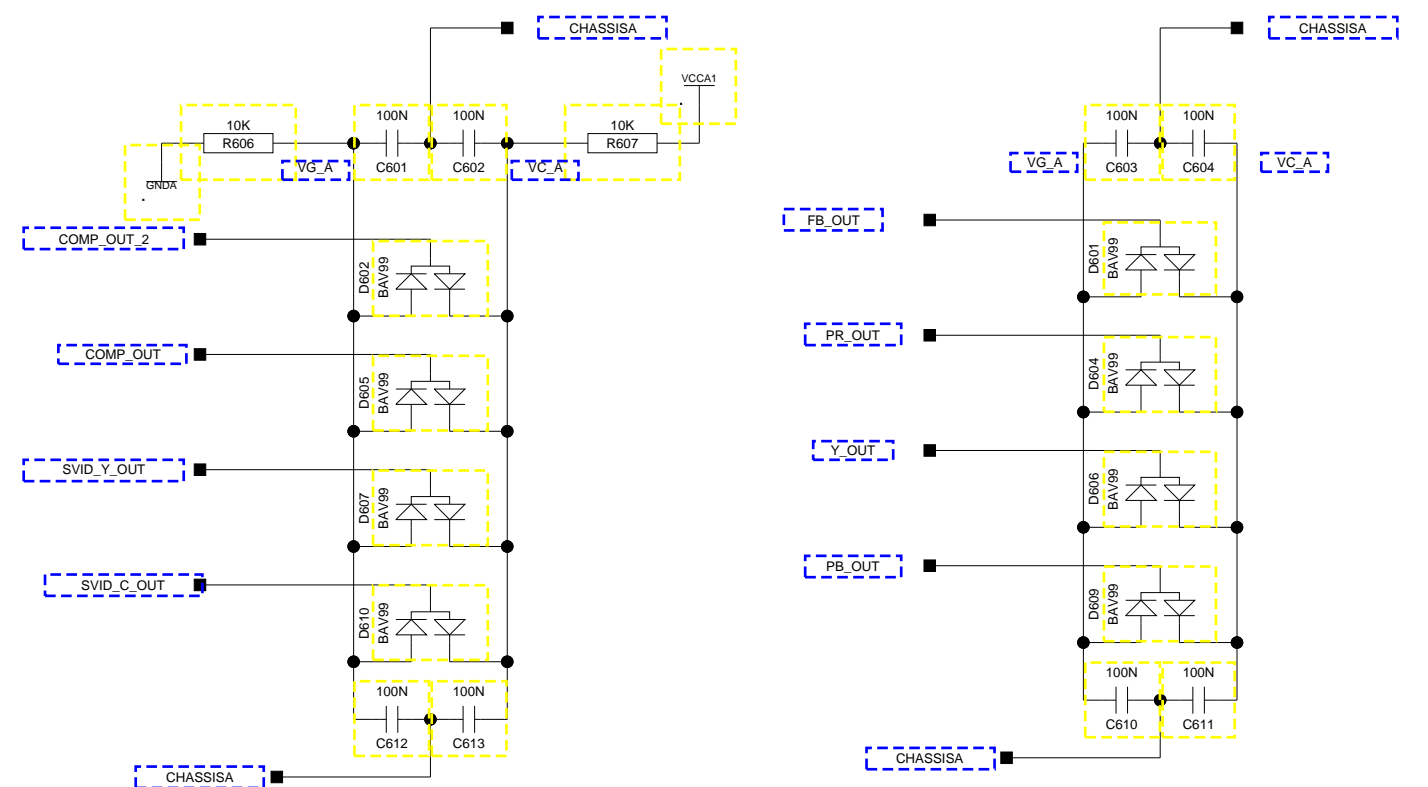 CHASSISA
CHASSISA
VCCA1
100N
100N
100N
100N
10K
10K
R606
R607
VG_A
C601
C602
VC_A
VG_A
C603
C604
VC_A
GNDA
FB_OUT
COMP_OUT_2
D602
BAV99
D601
BAV99
PR_OUT
COMP_OUT
D605
BAV99
D604
BAV99
Y_OUT
SVID_Y_OUT
D607
BAV99
D606
BAV99
PB_OUT
SVID_C_OUT
D610
BAV99
D609
BAV99
100N
100N
100N
100N
C610
C611
C612
C613
CHASSISA
CHASSISA